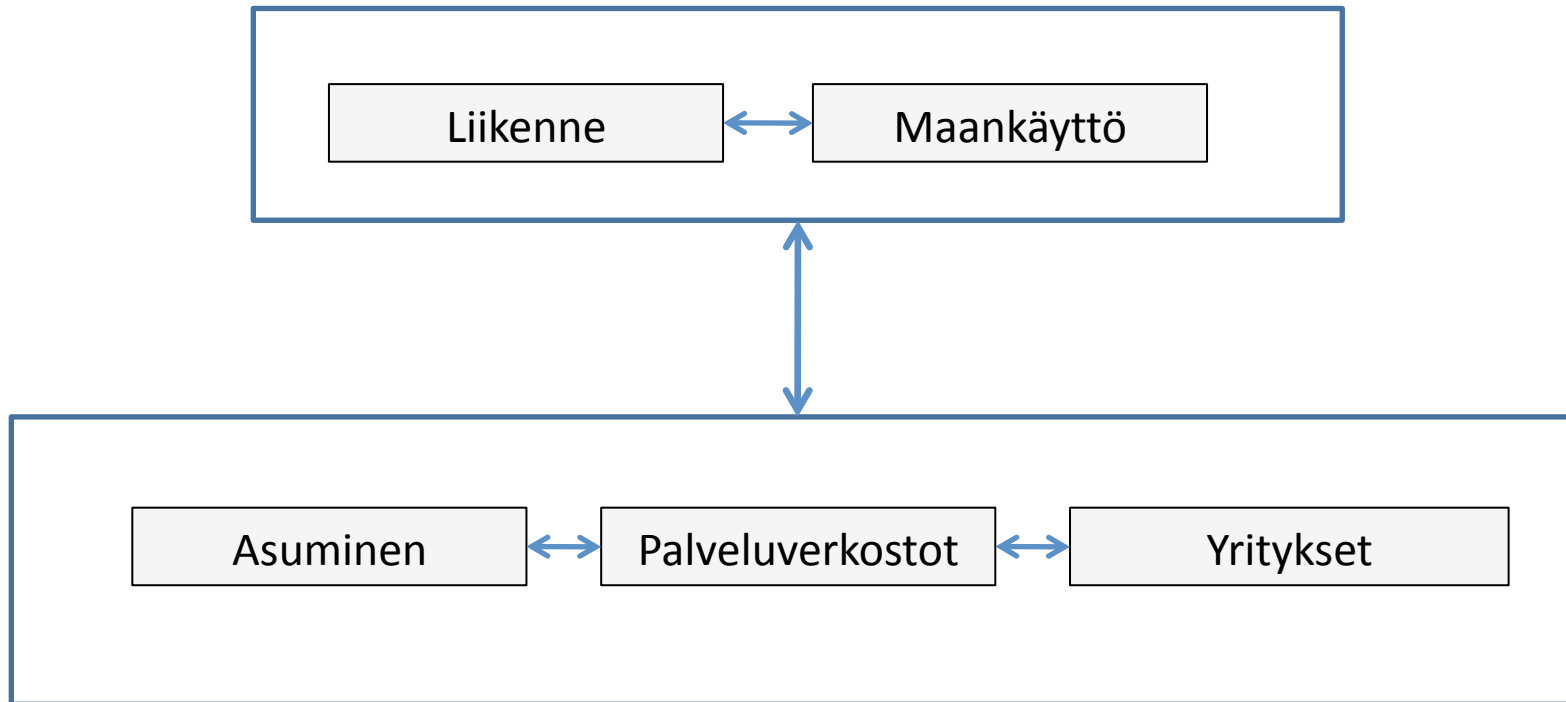 Liikenne
Maankäyttö
Asuminen
Palveluverkostot
Yritykset